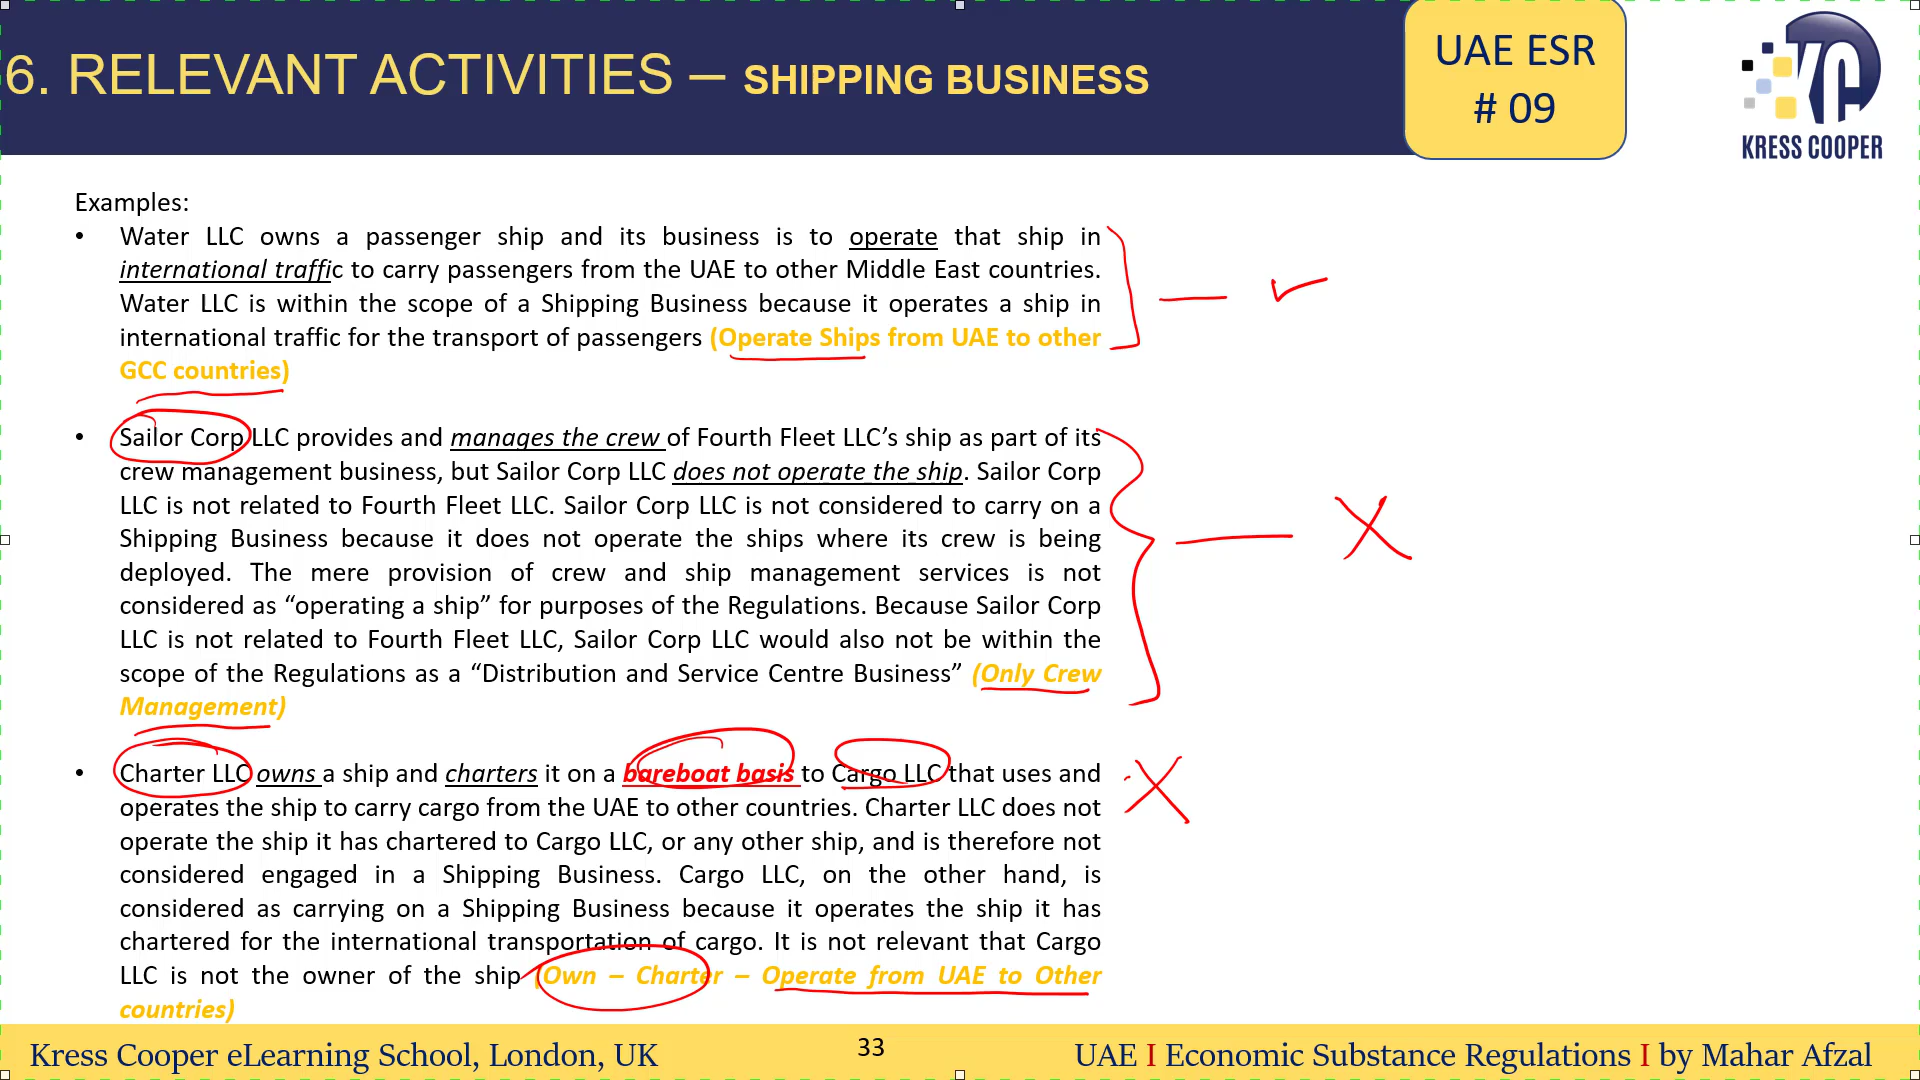 6. RELEVANT ACTIVITIES – SHIPPING BUSINESS
UAE ESR
# 09
KC
KRESS COOPER
Examples:
• Water LLC owns a passenger ship and its business is to operate that ship in
international traffic to carry passengers from the UAE to other Middle East countries.
Water LLC is within the scope of a Shipping Business because it operates a ship in
international traffic for the transport of passengers (Operate Ships from UAE to other
GCC countries)
• Sailor Corp LLC provides and manages the crew of Fourth Fleet LLC’s ship as part of its
crew management business, but Sailor Corp LLC does not operate the ship. Sailor Corp
LLC is not related to Fourth Fleet LLC. Sailor Corp LLC is not considered to carry on a
Shipping Business because it does not operate the ships where its crew is being
deployed. The mere provision of crew and ship management services is not
considered as “operating a ship” for purposes of the Regulations. Because Sailor Corp
LLC is not related to Fourth Fleet LLC, Sailor Corp LLC would also not be within the
scope of the Regulations as a “Distribution and Service Centre Business” (Only Crew
Management)
• Charter LLC owns a ship and charters it on a bareboat basis to Cargo LLC that uses and
operates the ship to carry cargo from the UAE to other countries. Charter LLC does not
operate the ship it has chartered to Cargo LLC, or any other ship, and is therefore not
considered engaged in a Shipping Business. Cargo LLC, on the other hand, is
considered as carrying on a Shipping Business because it operates the ship it has
chartered for the international transportation of cargo. It is not relevant that Cargo
LLC is not the owner of the ship (Own – Charter – Operate from UAE to Other
countries)
Kress Cooper eLearning School, London, UK
33
UAE I Economic Substance Regulations I by Mahar Afzal